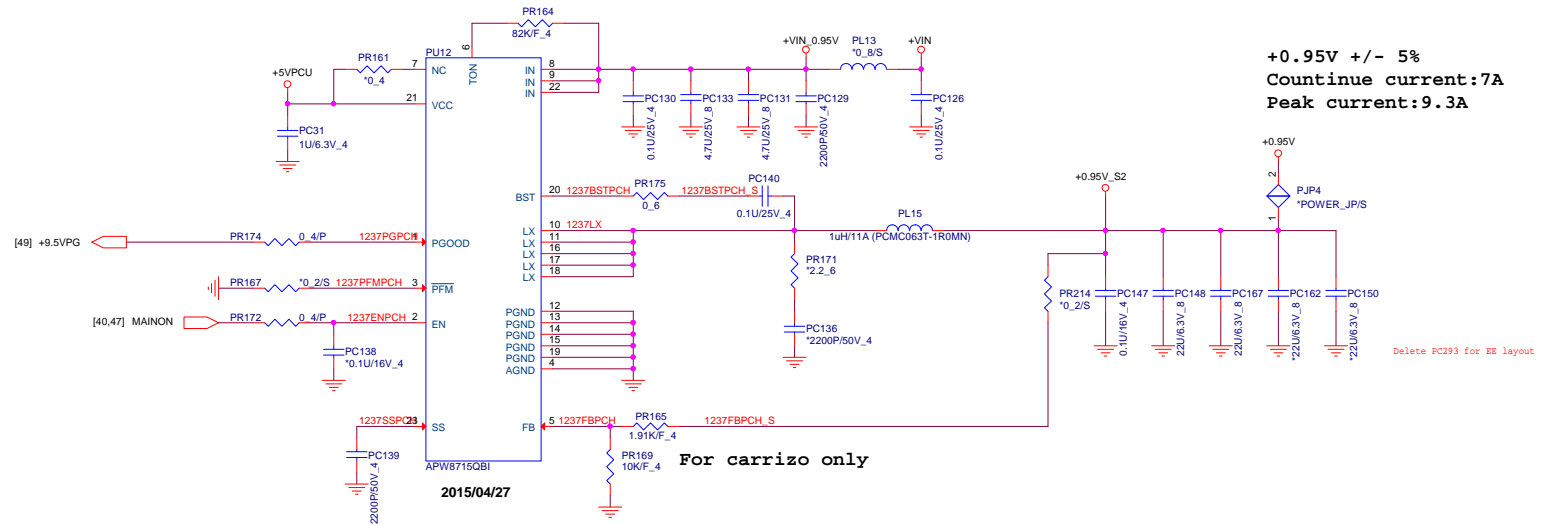 PR164
82K/F_4
6
PU12
TON
+5VPCU
PR161
*0_4
7
NC
21
VCC
PC31
1U/6.3V_4
IN
8
IN
9
IN
22
+VIN_0.95V
PL13
*0_8/S
+VIN
PC130
0.1U/25V_4
PC133
4.7U/25V_8
PC131
4.7U/25V_8
PC129
2200P/50V_4
PC126
0.1U/25V_4
+0.95V +/- 5%
Countinue current:7A
Peak current:9.3A
BST
20
1237BSTPCH
PR175
0_6
1237BSTPCH_S
PC140
0.1U/25V_4
+0.95V
2
PJP4
*POWER_JP/S
1
+0.95V_S2
[49] +9.5VPG
PR174
0_4/P
1237PGPCH
PGOOD
LX
10
1237LX
LX
11
LX
16
LX
17
LX
18
PL15
1uH/11A (PCMC063T-1R0MN)
PR171
*2.2_6
PR167
*0_2/S
1237PFMPCH
3
PFM
[40,47] MAINON
PR172
0_4/P
1237ENPCH
2
EN
PC138
*0.1U/16V_4
PGND
12
PGND
13
PGND
14
PGND
15
PGND
19
AGND
4
PC136
*2200P/50V_4
PR214
*0_2/S
PC147
0.1U/16V_4
PC148
22U/6.3V_8
PC167
22U/6.3V_8
PC162
*22U/6.3V_8
PC150
*22U/6.3V_8
Delete PC293 for EE layout
1237SSPCH
23
SS
PC139
2200P/50V_4
FB
5
1237FBPCH
PR165
1.91K/F_4
1237FBPCH_S
PR169
10K/F_4
For carrizo only
APW8715QBI
2015/04/27